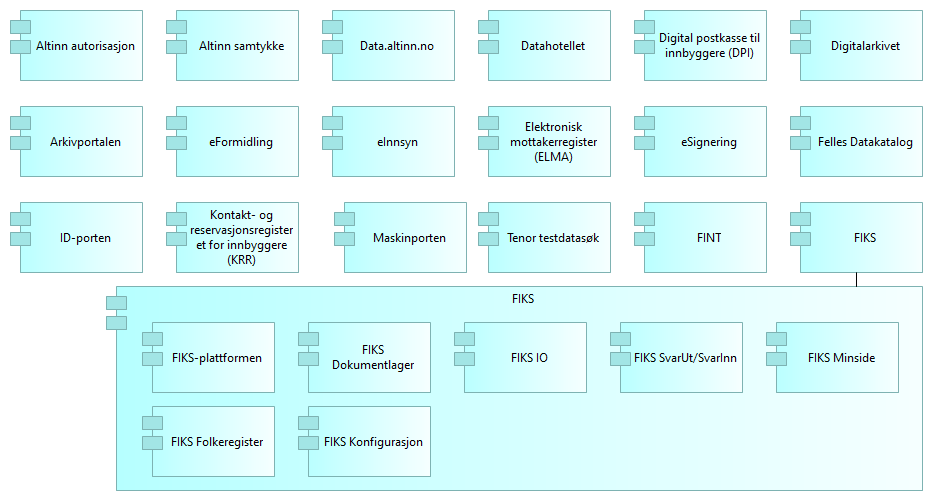 Altinn autorisasjon
Altinn samtykke
Data.altinn.no
Datahotellet
Digital postkasse til
innbyggere (DPI)
Digitalarkivet
Arkivportalen
eFormidling
eInnsyn
Elektronisk
mottakerregister
(ELMA)
eSignering
Felles Datakatalog
ID-porten
Kontakt- og
reservasjonsregister
et for innbyggere
(KRR)
Maskinporten
Tenor testdatasøk
FINT
FIKS
FIKS
FIKS-plattformen
FIKS
Dokumentlager
FIKS IO
FIKS SvarUt/SvarInn
FIKS Minside
FIKS Folkeregister
FIKS Konfigurasjon